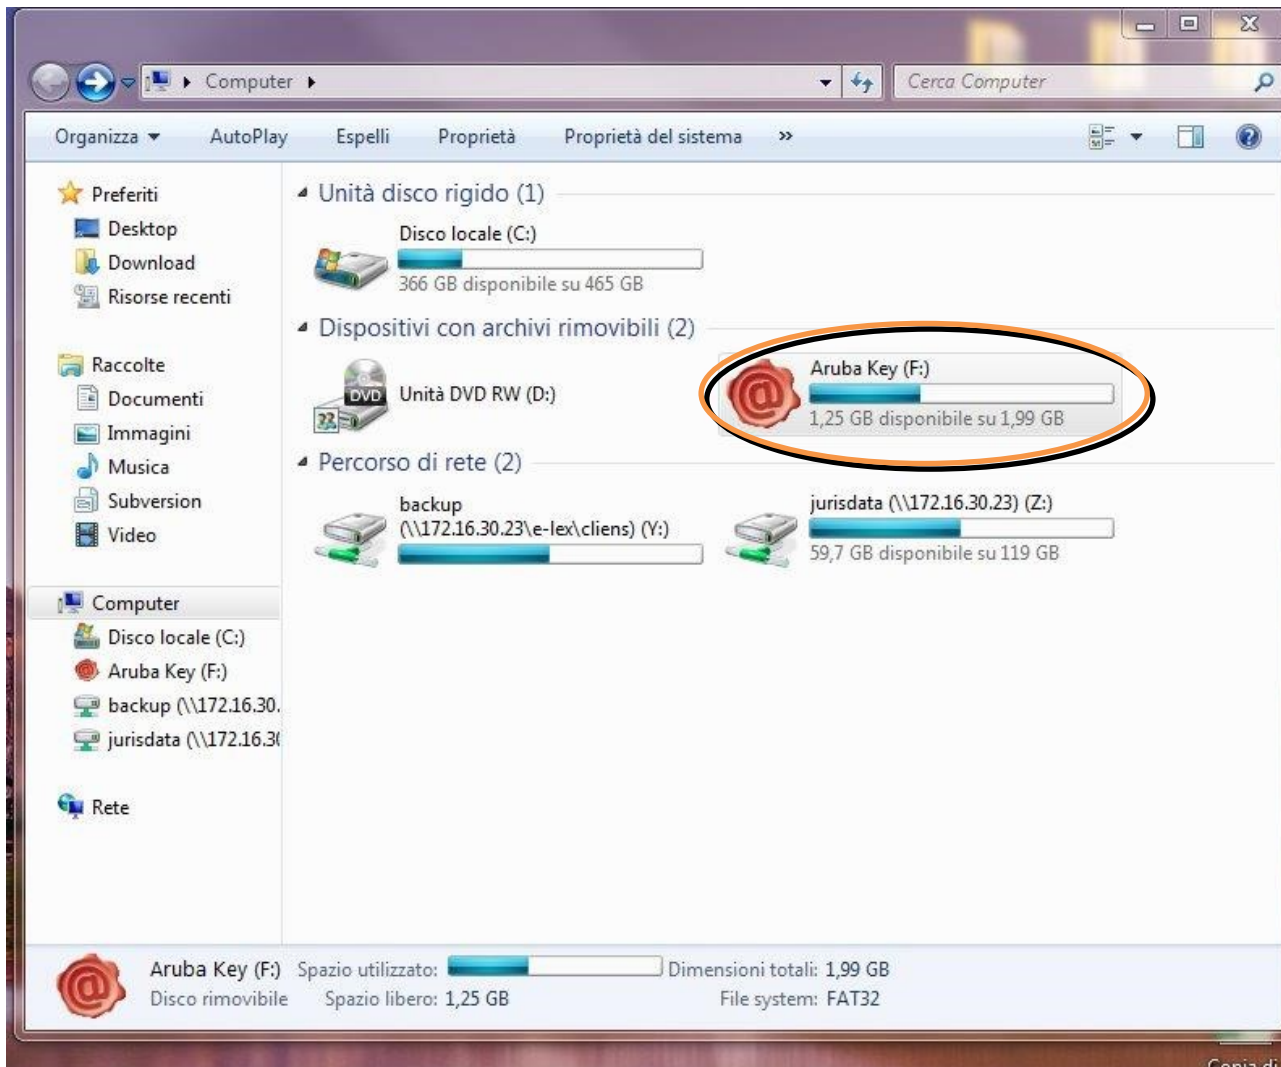 Computer
Cerca Computer
Organizza
AutoPlay
Espelli
Proprietà
Proprietà del sistema
»
Preferiti
Desktop
Download
Risorse recenti
Raccolte
Documenti
Immagini
Musica
Subversion
Video
Computer
Disco locale (C:)
Aruba Key (F:)
backup (\\172.16.30.
jurisdata (\\172.16.30
Rete
Unità disco rigido (1)
Disco locale (C:)
366 GB disponibile su 465 GB
Dispositivi con archivi rimovibili (2)
DVD
Unità DVD RW (D:)
Aruba Key (F:)
1,25 GB disponibile su 1,99 GB
Percorso di rete (2)
backup
(\\172.16.30.23\e-lex\cliens) (Y:)
jurisdata (\\172.16.30.23) (Z:)
59,7 GB disponibile su 119 GB
Aruba Key (F:) Spazio utilizzato: Dimensioni totali: 1,99 GB
Disco rimovibile Spazio libero: 1,25 GB File system: FAT32
Copia di